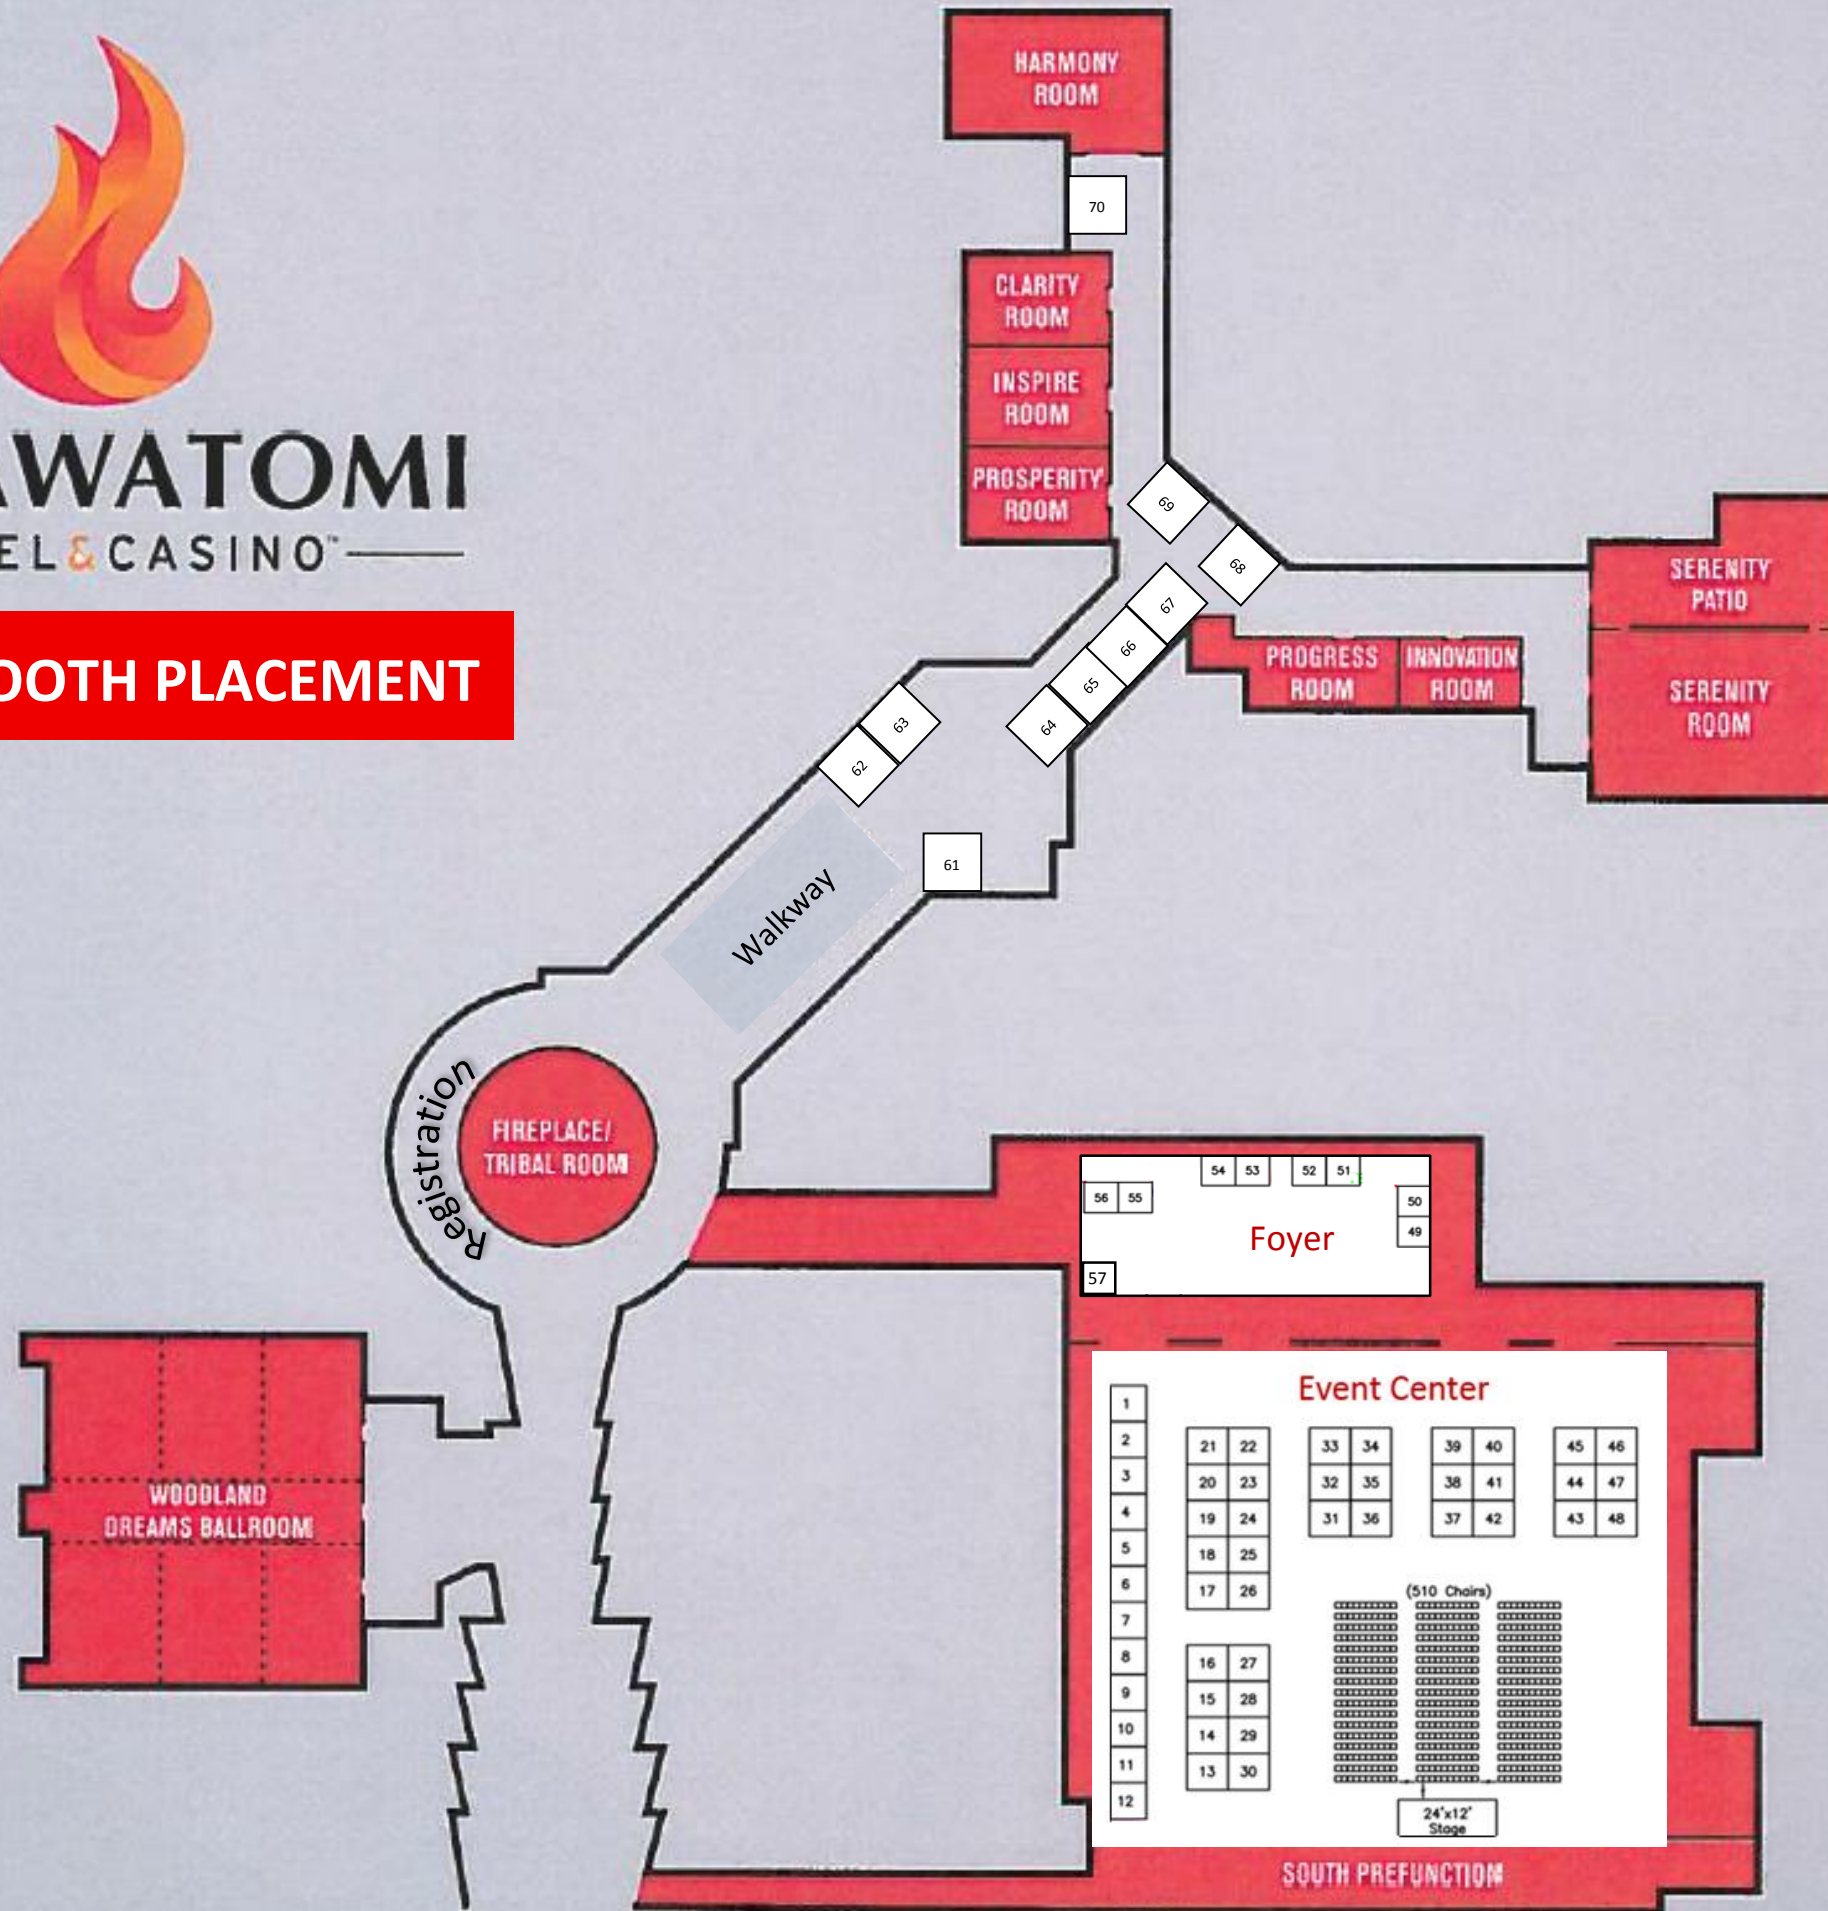 AWATOMI
EL&CASINO™
OOTH PLACEMENT
HARMONY
ROOM
70
CLARITY
ROOM
INSPIRE
ROOM
PROSPERITY
ROOM
69
68
67
66
65
64
63
62
61
SERENITY
PATIO
SERENITY
ROOM
PROGRESS
ROOM
INNOVATION
ROOM
Walkway
Registration
FIREPLACE/
TRIBAL ROOM
54 53 52 51
56 55
50
49
Foyer
57
WOODLAND
DREAMS BALLROOM
Event Center
1
2
3
4
5
6
7
8
9
10
11
12
21 22
20 23
19 24
18 25
17 26
16 27
15 28
14 29
13 30
33 34
32 35
31 36
39 40
38 41
37 42
45 46
44 47
43 48
(510 Chairs)
24'x12'
Stage
SOUTH PREFUNCTION